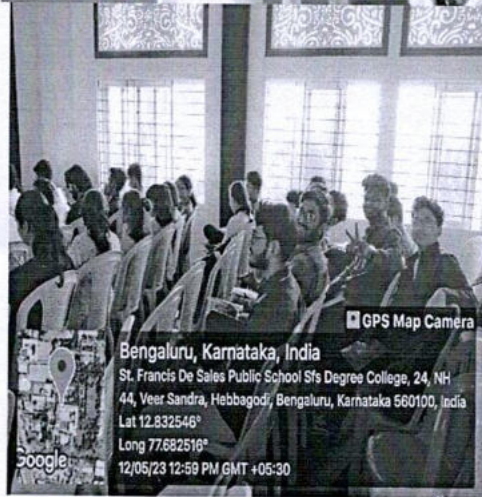 GPS Map Camera
Bengaluru, Karnataka, India
St. Francis De Sales Public School Sfs Degree College, 24, NH
44, Veer Sandra, Hebbagodi, Bengaluru, Karnataka 560100, India
Lat 12.832546°
Long 77.682516°
12/05/23 12:59 PM GMT +05:30
Google